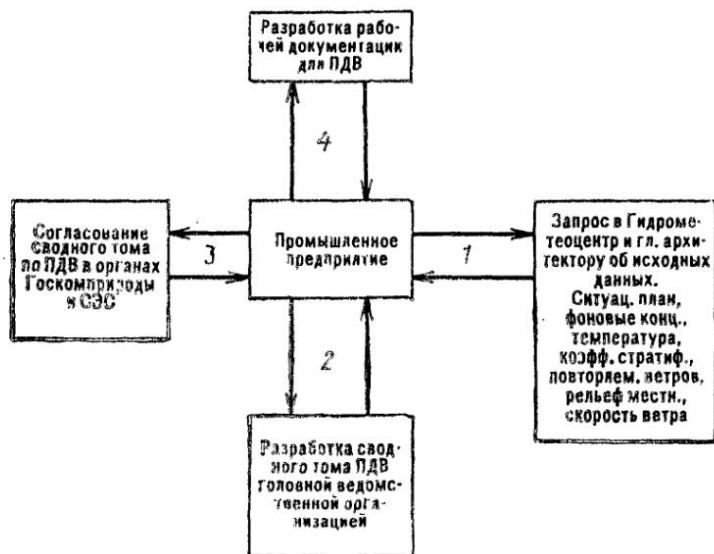 Разработка рабо-
чей документации
для ПДВ
4
Согласование
Сводного тома
по ПДВ в органах
Госкомприроды
и СЭС
3
Промышленное
предприятие
1
Запрос в Гидроме-
теоцентр и гл. архи-
тектору об исходных
данных.
Ситуац. план,
фоновые конц.,
температура,
коэфф. стратиф.,
повторяем. ветров,
рельеф местн.,
скорость ветра
2
Разработка свод-
ного тома ПДВ
головной ведомс-
твенной орга-
низацией